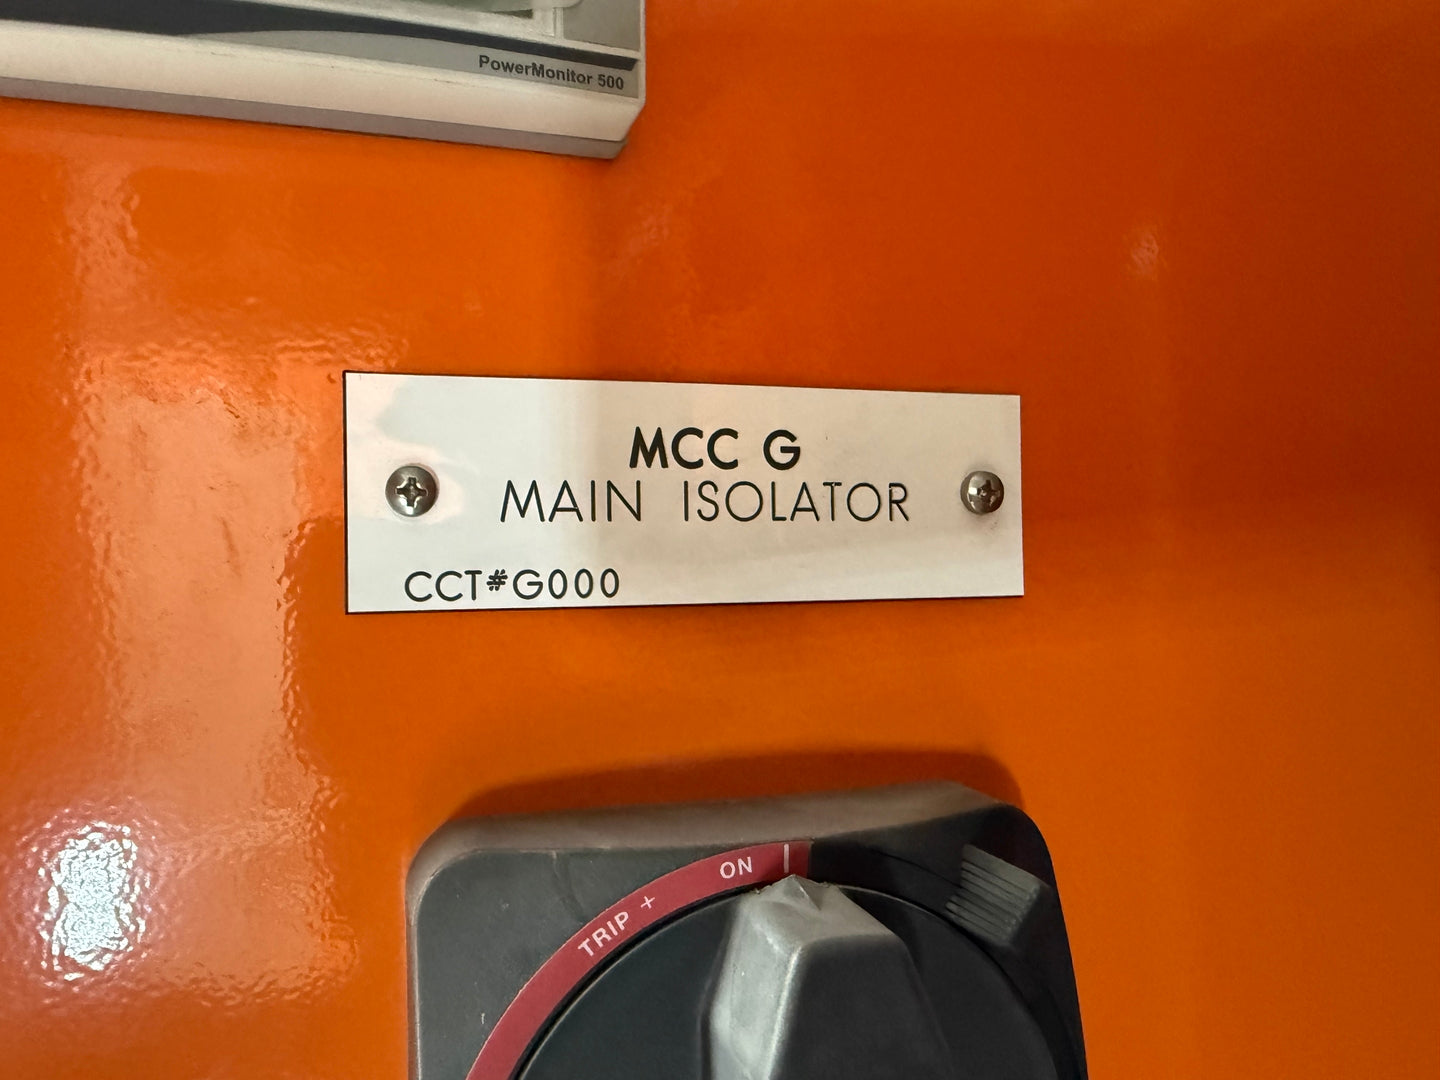 PowerMonitor 500
MCC G
MAIN ISOLATOR
CCT#G000
ON I
TRIP +